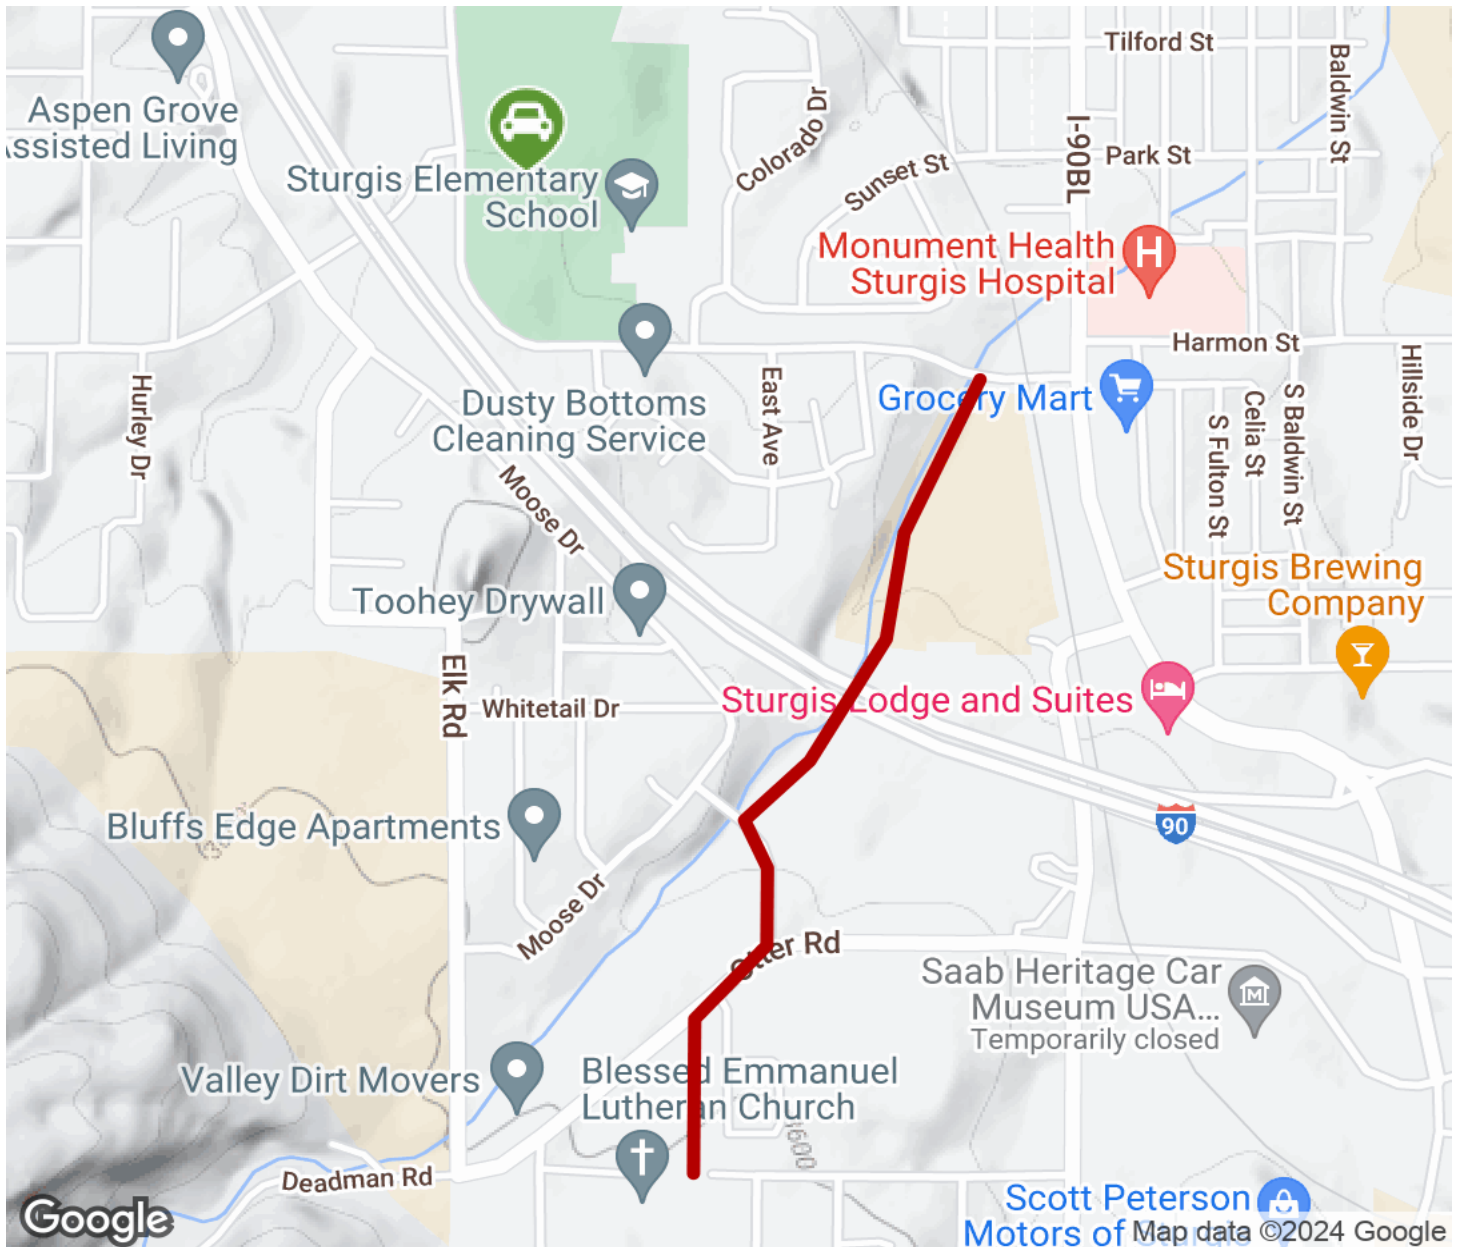 Tilford St
Baldwin St
Aspen Grove
Assisted Living
Colorado Dr
I-90BL
Park St
Sturgis Elementary
School
Sunset St
Monument Health
Sturgis Hospital
H
Harmon St
Hillside Dr
Hurley Dr
East Ave
Grocery Mart
Dusty Bottoms
Cleaning Service
S Fulton St
Celia St
S Baldwin St
Moose Dr
Sturgis Brewing
Company
Toohey Drywall
Elk Rd
Whitetail Dr
Sturgis Lodge and Suites
Bluffs Edge Apartments
90
Moose Dr
Otter Rd
Saab Heritage Car
Museum USA...
Temporarily closed
M
Valley Dirt Movers
Blessed Emmanuel
Lutheran Church
3600
Deadman Rd
Scott Peterson
Motors of Sturgis
Google
Map data ©2024 Google